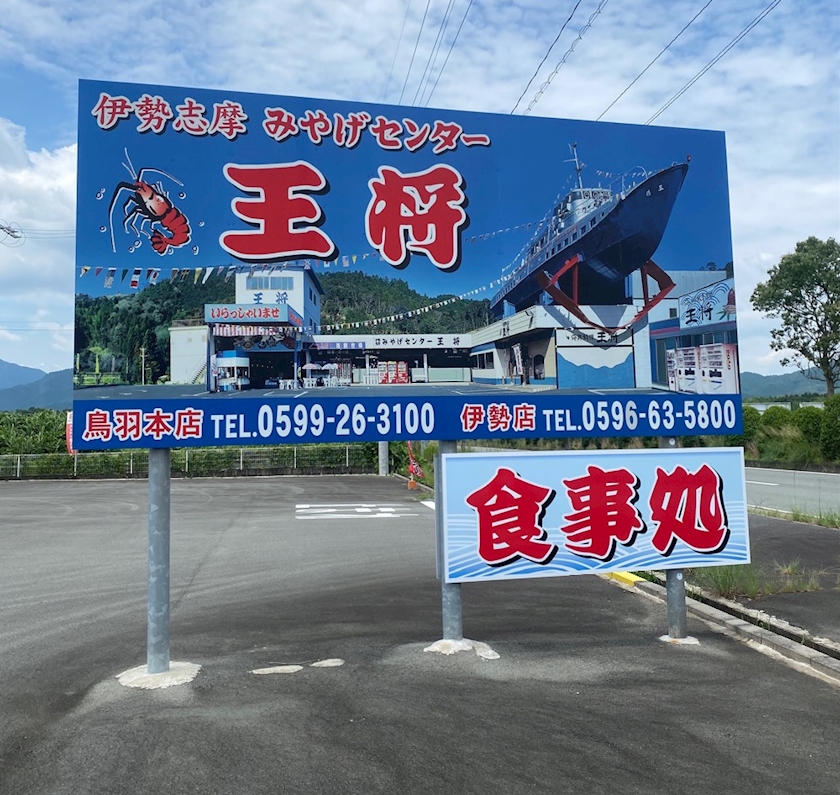 伊勢志摩 みやげセンター
王将
王将
いらっしゃいませ
みやげセンター 王将
王将
王将
鳥羽本店 TEL.0599-26-3100 伊勢店 TEL.0596-63-5800
食事処